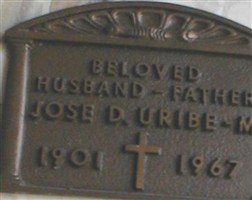 BELOVED
HUSBAND - FATHER
JOSE D. URIBE - M
1901 1967